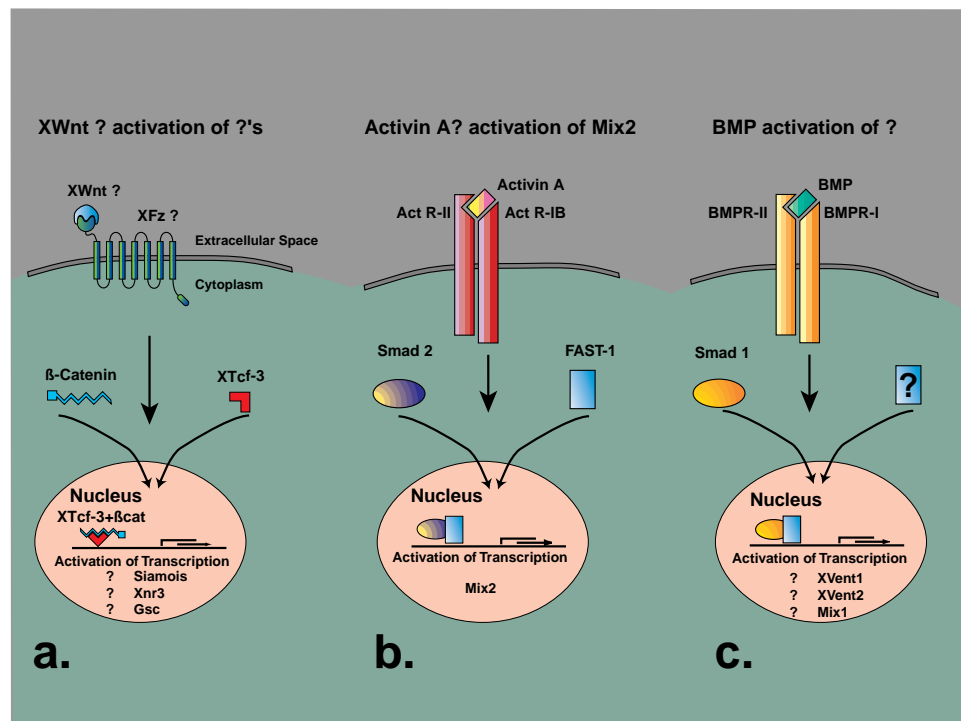 XWnt ? activation of ?'s
XWnt ?
XFz ?
Extracellular Space
Cytoplasm
ß-Catenin
XTcf-3
Nucleus
XTcf-3+ßcat
Activation of Transcription
? Siamois
? Xnr3
? Gsc
a.
Activin A? activation of Mix2
Activin A
Act R-II
Act R-IB
Smad 2
FAST-1
Nucleus
Activation of Transcription
Mix2
b.
BMP activation of ?
BMP
BMPR-II
BMPR-I
Smad 1
?
Nucleus
Activation of Transcription
? XVent1
? XVent2
? Mix1
c.